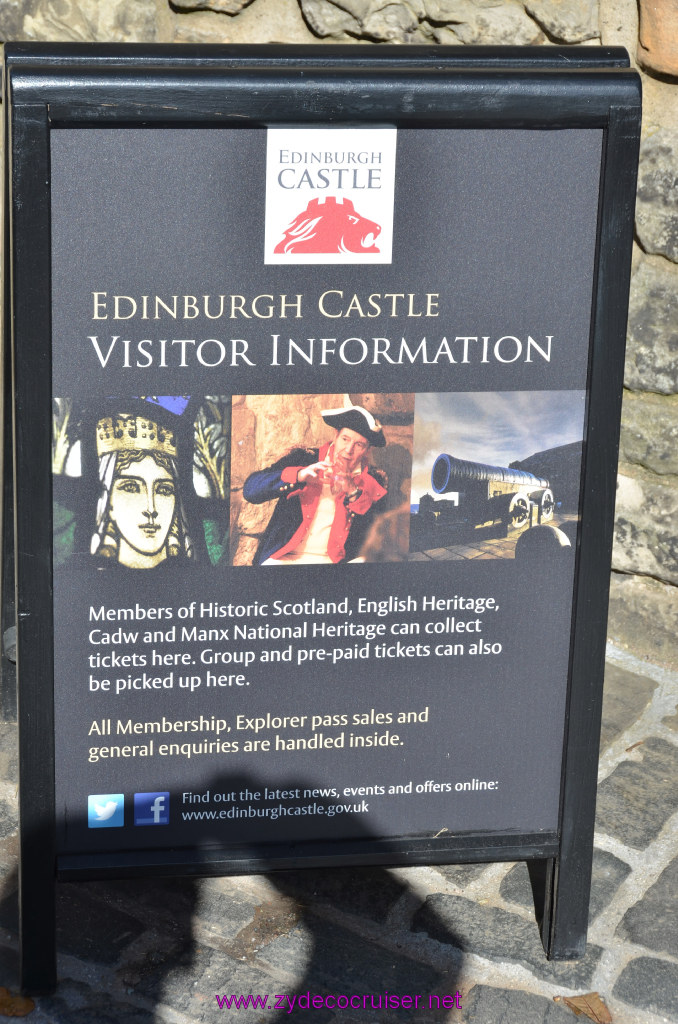 EDINBURGH
CASTLE
EDINBURGH CASTLE
VISITOR INFORMATION
Members of Historic Scotland, English Heritage,
Cadw and Manx National Heritage can collect
tickets here. Group and pre-paid tickets can also
be picked up here.
All Membership, Explorer pass sales and
general enquiries are handled inside.
Find out the latest news, events and offers online:
www.edinburghcastle.gov.uk
www.zydecocruiser.net